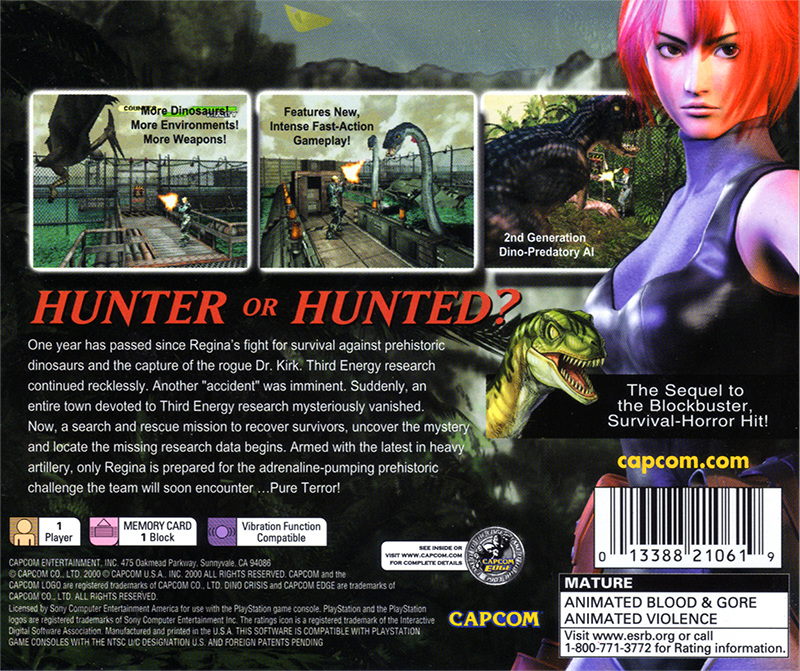 COUN
More Dinosaurs!
More Environments!
More Weapons!
Features New,
Intense Fast-Action
Gameplay!
2nd Generation
Dino-Predatory AI
HUNTER OR HUNTED?
One year has passed since Regina's fight for survival against prehistoric
dinosaurs and the capture of the rogue Dr. Kirk. Third Energy research
continued recklessly. Another "accident" was imminent. Suddenly, an
entire town devoted to Third Energy research mysteriously vanished.
Now, a search and rescue mission to recover survivors, uncover the mystery
and locate the missing research data begins. Armed with the latest in heavy
artillery, only Regina is prepared for the adrenaline-pumping prehistoric
challenge the team will soon encounter ...Pure Terror!
The Sequel to
the Blockbuster,
Survival-Horror Hit!
capcom.com
1
Player
MEMORY CARD
1 Block
Vibration Function
Compatible
SEE INSIDE OR
VISIT WWW.CAPCOM.COM
FOR COMPLETE DETAILS
CAPCOM
EDGE
CAPCOM ENTERTAINMENT, INC. 475 Oakmead Parkway, Sunnyvale, CA 94086
© CAPCOM CO., LTD. 2000 © CAPCOM U.S.A., INC. 2000 ALL RIGHTS RESERVED. CAPCOM and the
CAPCOM LOGO are registered trademarks of CAPCOM CO., LTD. DINO CRISIS and CAPCOM EDGE are trademarks of
CAPCOM CO., LTD. ALL RIGHTS RESERVED.
Licensed by Sony Computer Entertainment America for use with the PlayStation game console. PlayStation and the PlayStation
logos are registered trademarks of Sony Computer Entertainment Inc. The ratings icon is a registered trademark of the Interactive
Digital Software Association. Manufactured and printed in the U.S.A. THIS SOFTWARE IS COMPATIBLE WITH PLAYSTATION
GAME CONSOLES WITH THE NTSC U/C DESIGNATION. U.S. AND FOREIGN PATENTS PENDING
CAPCOM
0 13388 21061 9
MATURE
ANIMATED BLOOD & GORE
ANIMATED VIOLENCE
Visit www.esrb.org or call
1-800-771-3772 for Rating information.